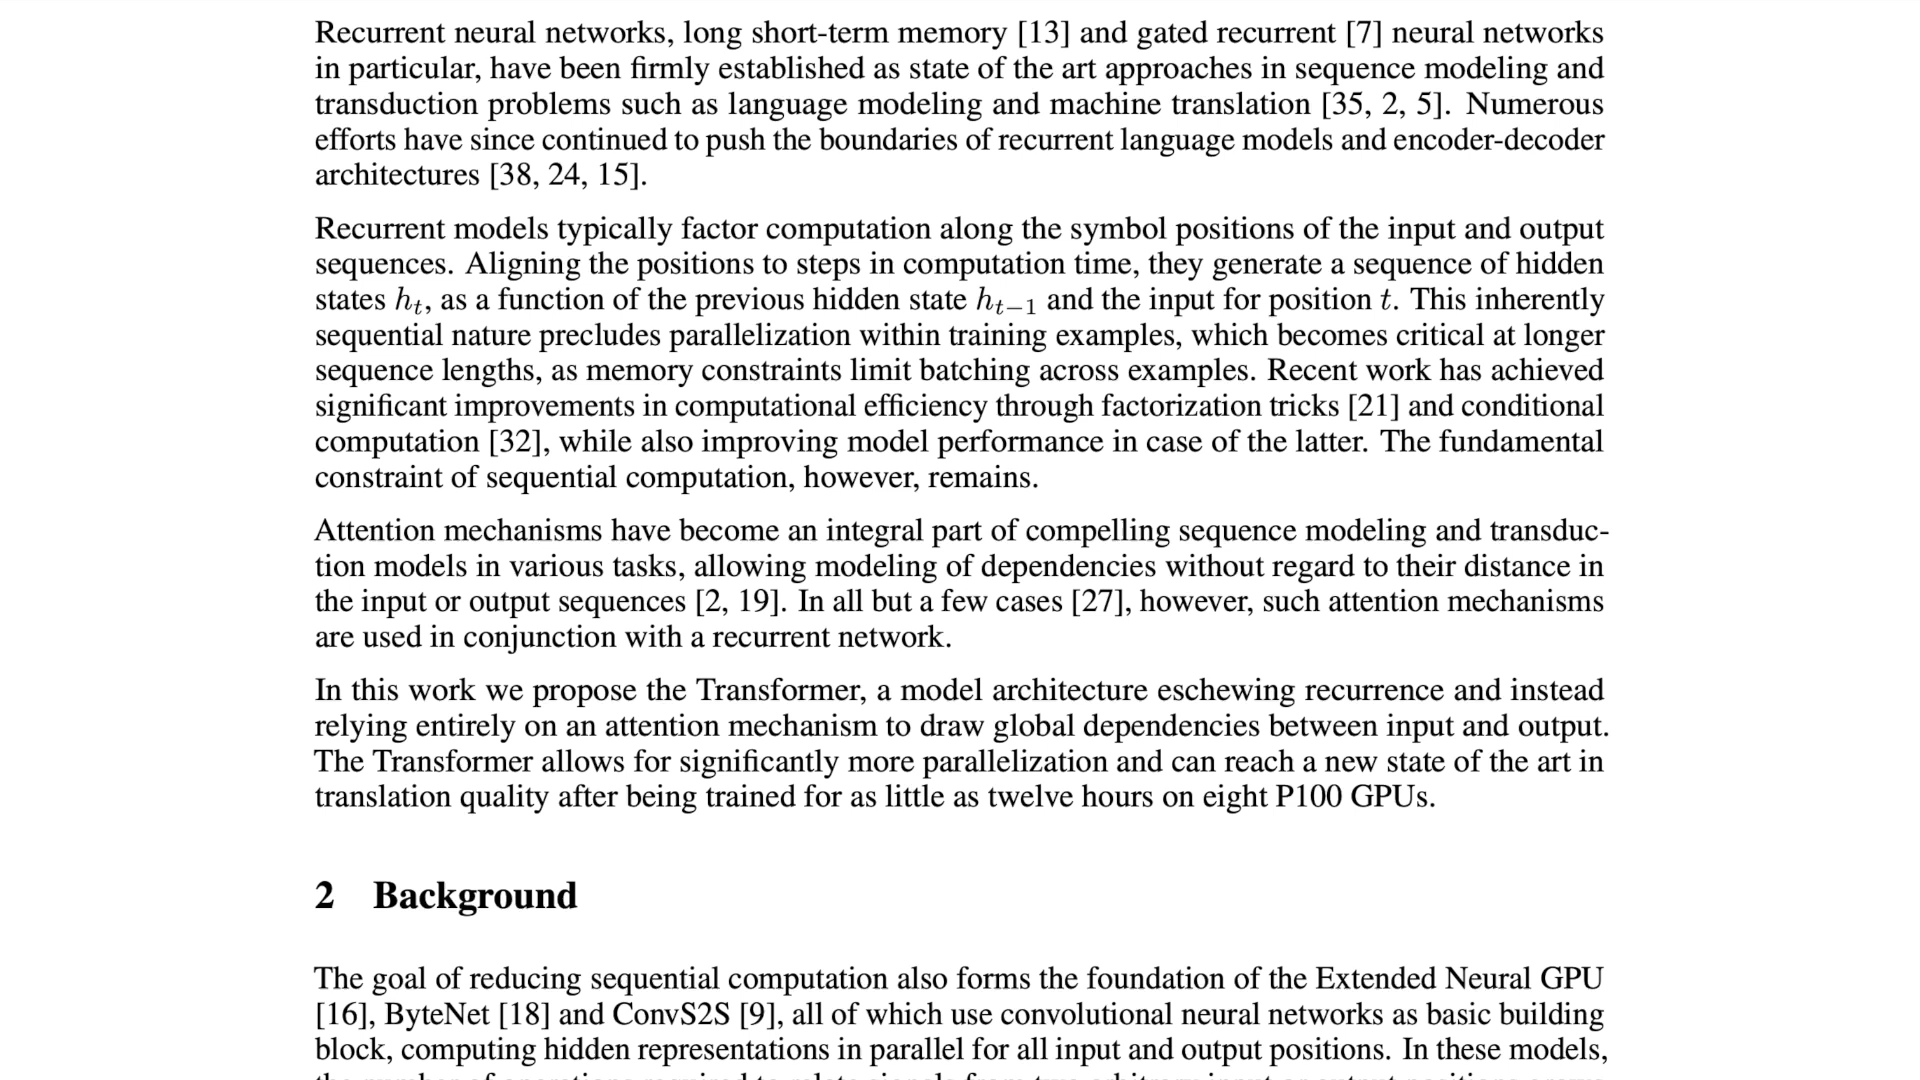 Recurrent neural networks, long short-term memory [13] and gated recurrent [7] neural networks
in particular, have been firmly established as state of the art approaches in sequence modeling and
transduction problems such as language modeling and machine translation [35, 2, 5]. Numerous
efforts have since continued to push the boundaries of recurrent language models and encoder-decoder
architectures [38, 24, 15].
Recurrent models typically factor computation along the symbol positions of the input and output
sequences. Aligning the positions to steps in computation time, they generate a sequence of hidden
states hₜ, as a function of the previous hidden state hₜ₋₁ and the input for position t. This inherently
sequential nature precludes parallelization within training examples, which becomes critical at longer
sequence lengths, as memory constraints limit batching across examples. Recent work has achieved
significant improvements in computational efficiency through factorization tricks [21] and conditional
computation [32], while also improving model performance in case of the latter. The fundamental
constraint of sequential computation, however, remains.
Attention mechanisms have become an integral part of compelling sequence modeling and transduc-
tion models in various tasks, allowing modeling of dependencies without regard to their distance in
the input or output sequences [2, 19]. In all but a few cases [27], however, such attention mechanisms
are used in conjunction with a recurrent network.
In this work we propose the Transformer, a model architecture eschewing recurrence and instead
relying entirely on an attention mechanism to draw global dependencies between input and output.
The Transformer allows for significantly more parallelization and can reach a new state of the art in
translation quality after being trained for as little as twelve hours on eight P100 GPUs.
2 Background
The goal of reducing sequential computation also forms the foundation of the Extended Neural GPU
[16], ByteNet [18] and ConvS2S [9], all of which use convolutional neural networks as basic building
block, computing hidden representations in parallel for all input and output positions. In these models,